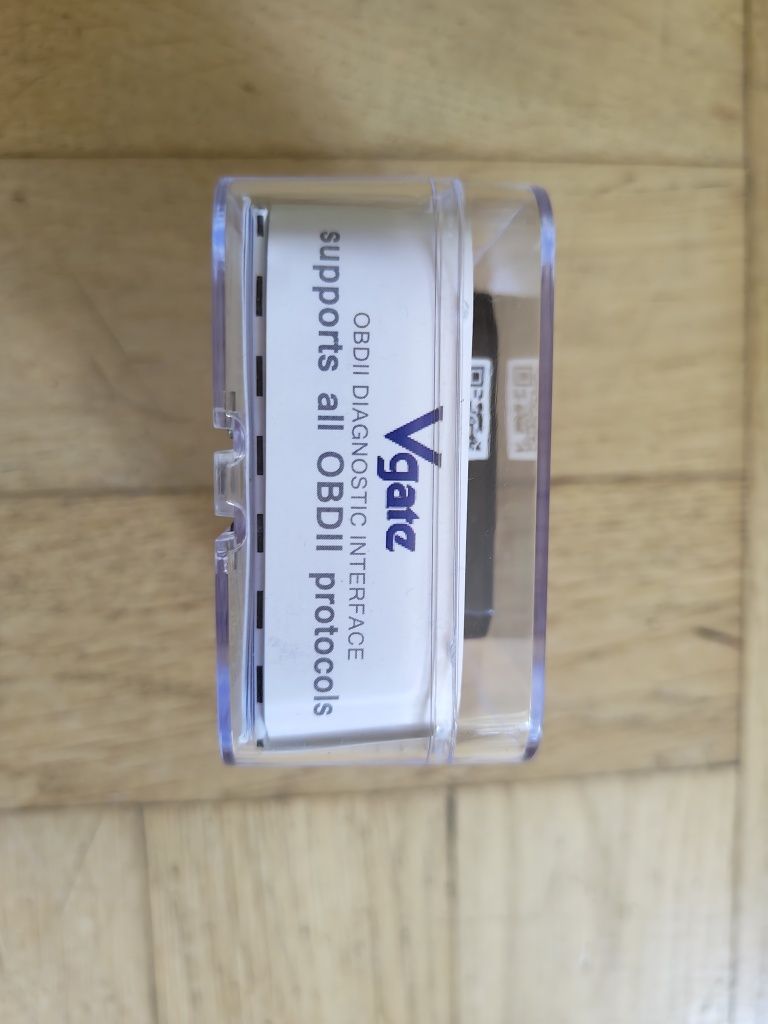 Vgate
OBDII DIAGNOSTIC INTERFACE
supports all OBDII protocols